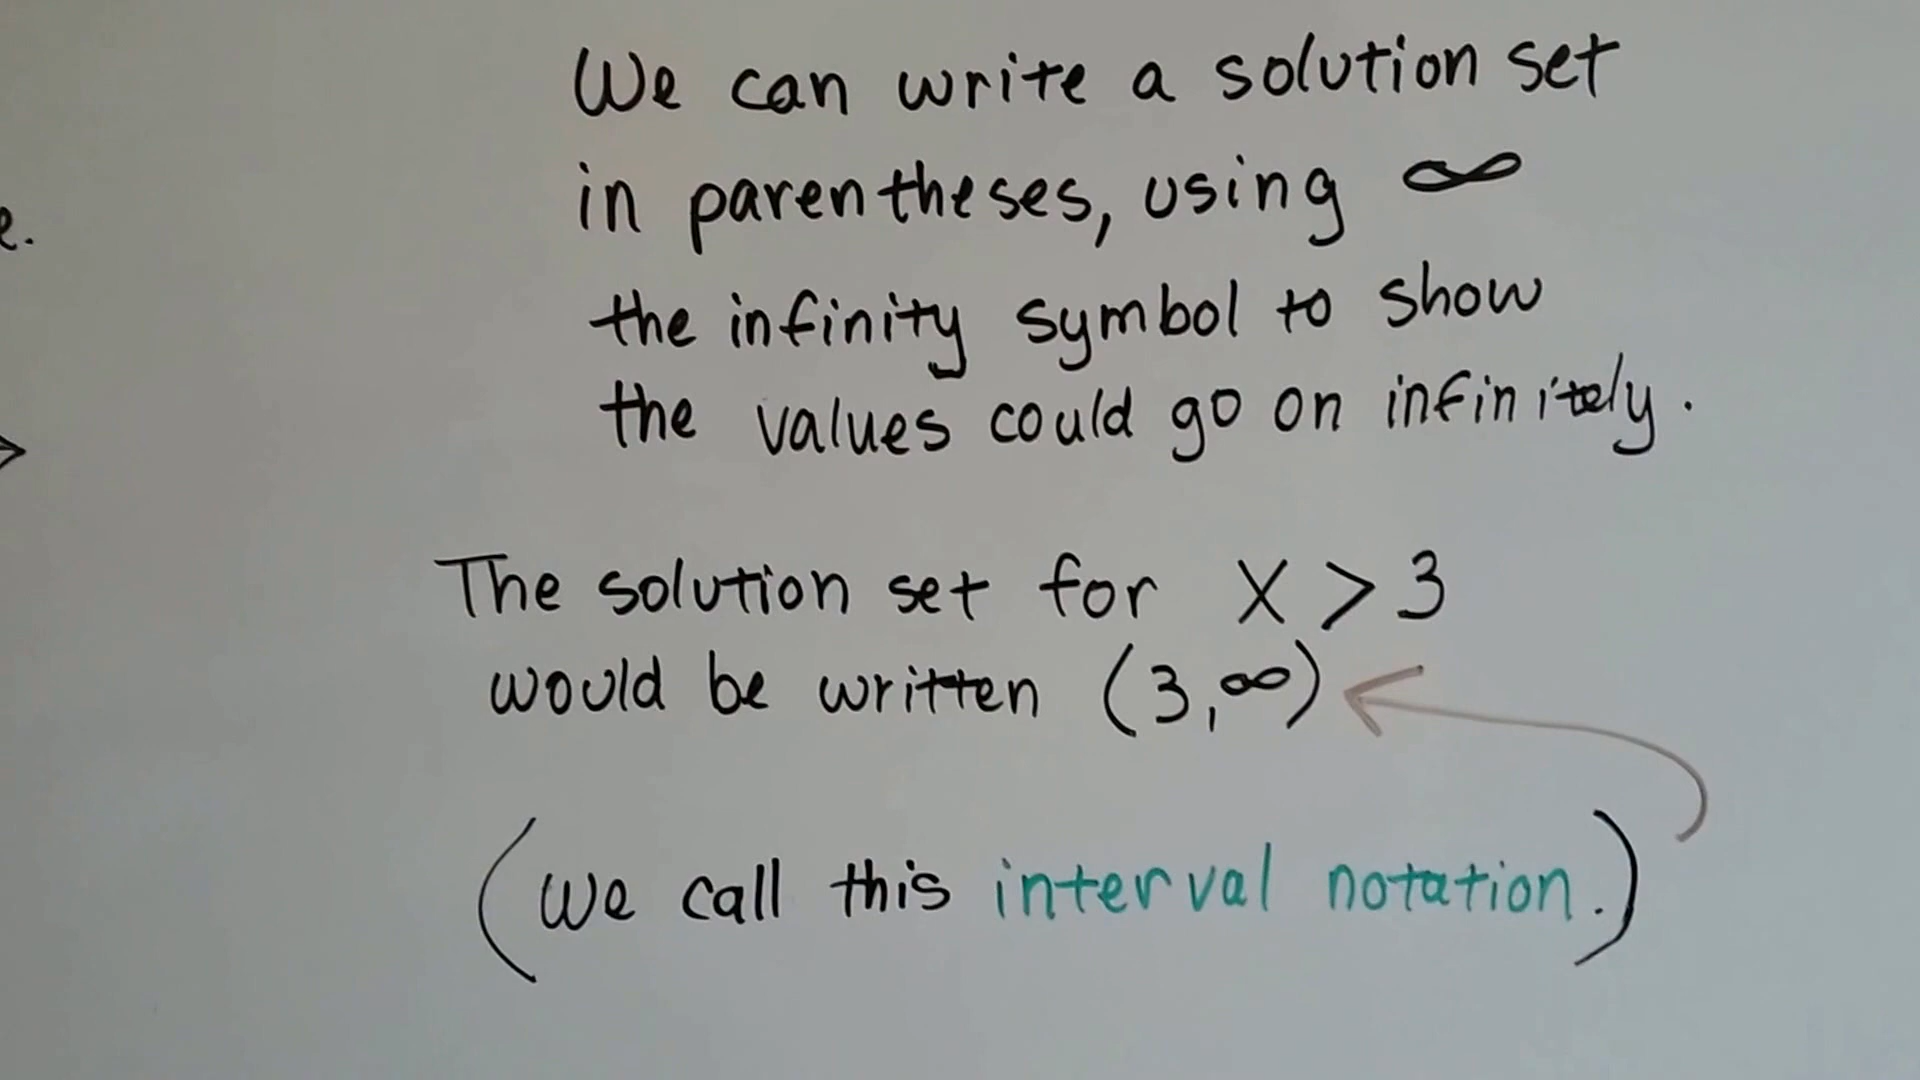 We can write a solution set
in parentheses, using ∞
the infinity symbol to show
the values could go on infinitely.
The solution set for X > 3
would be written (3,∞)
(we call this interval notation.)